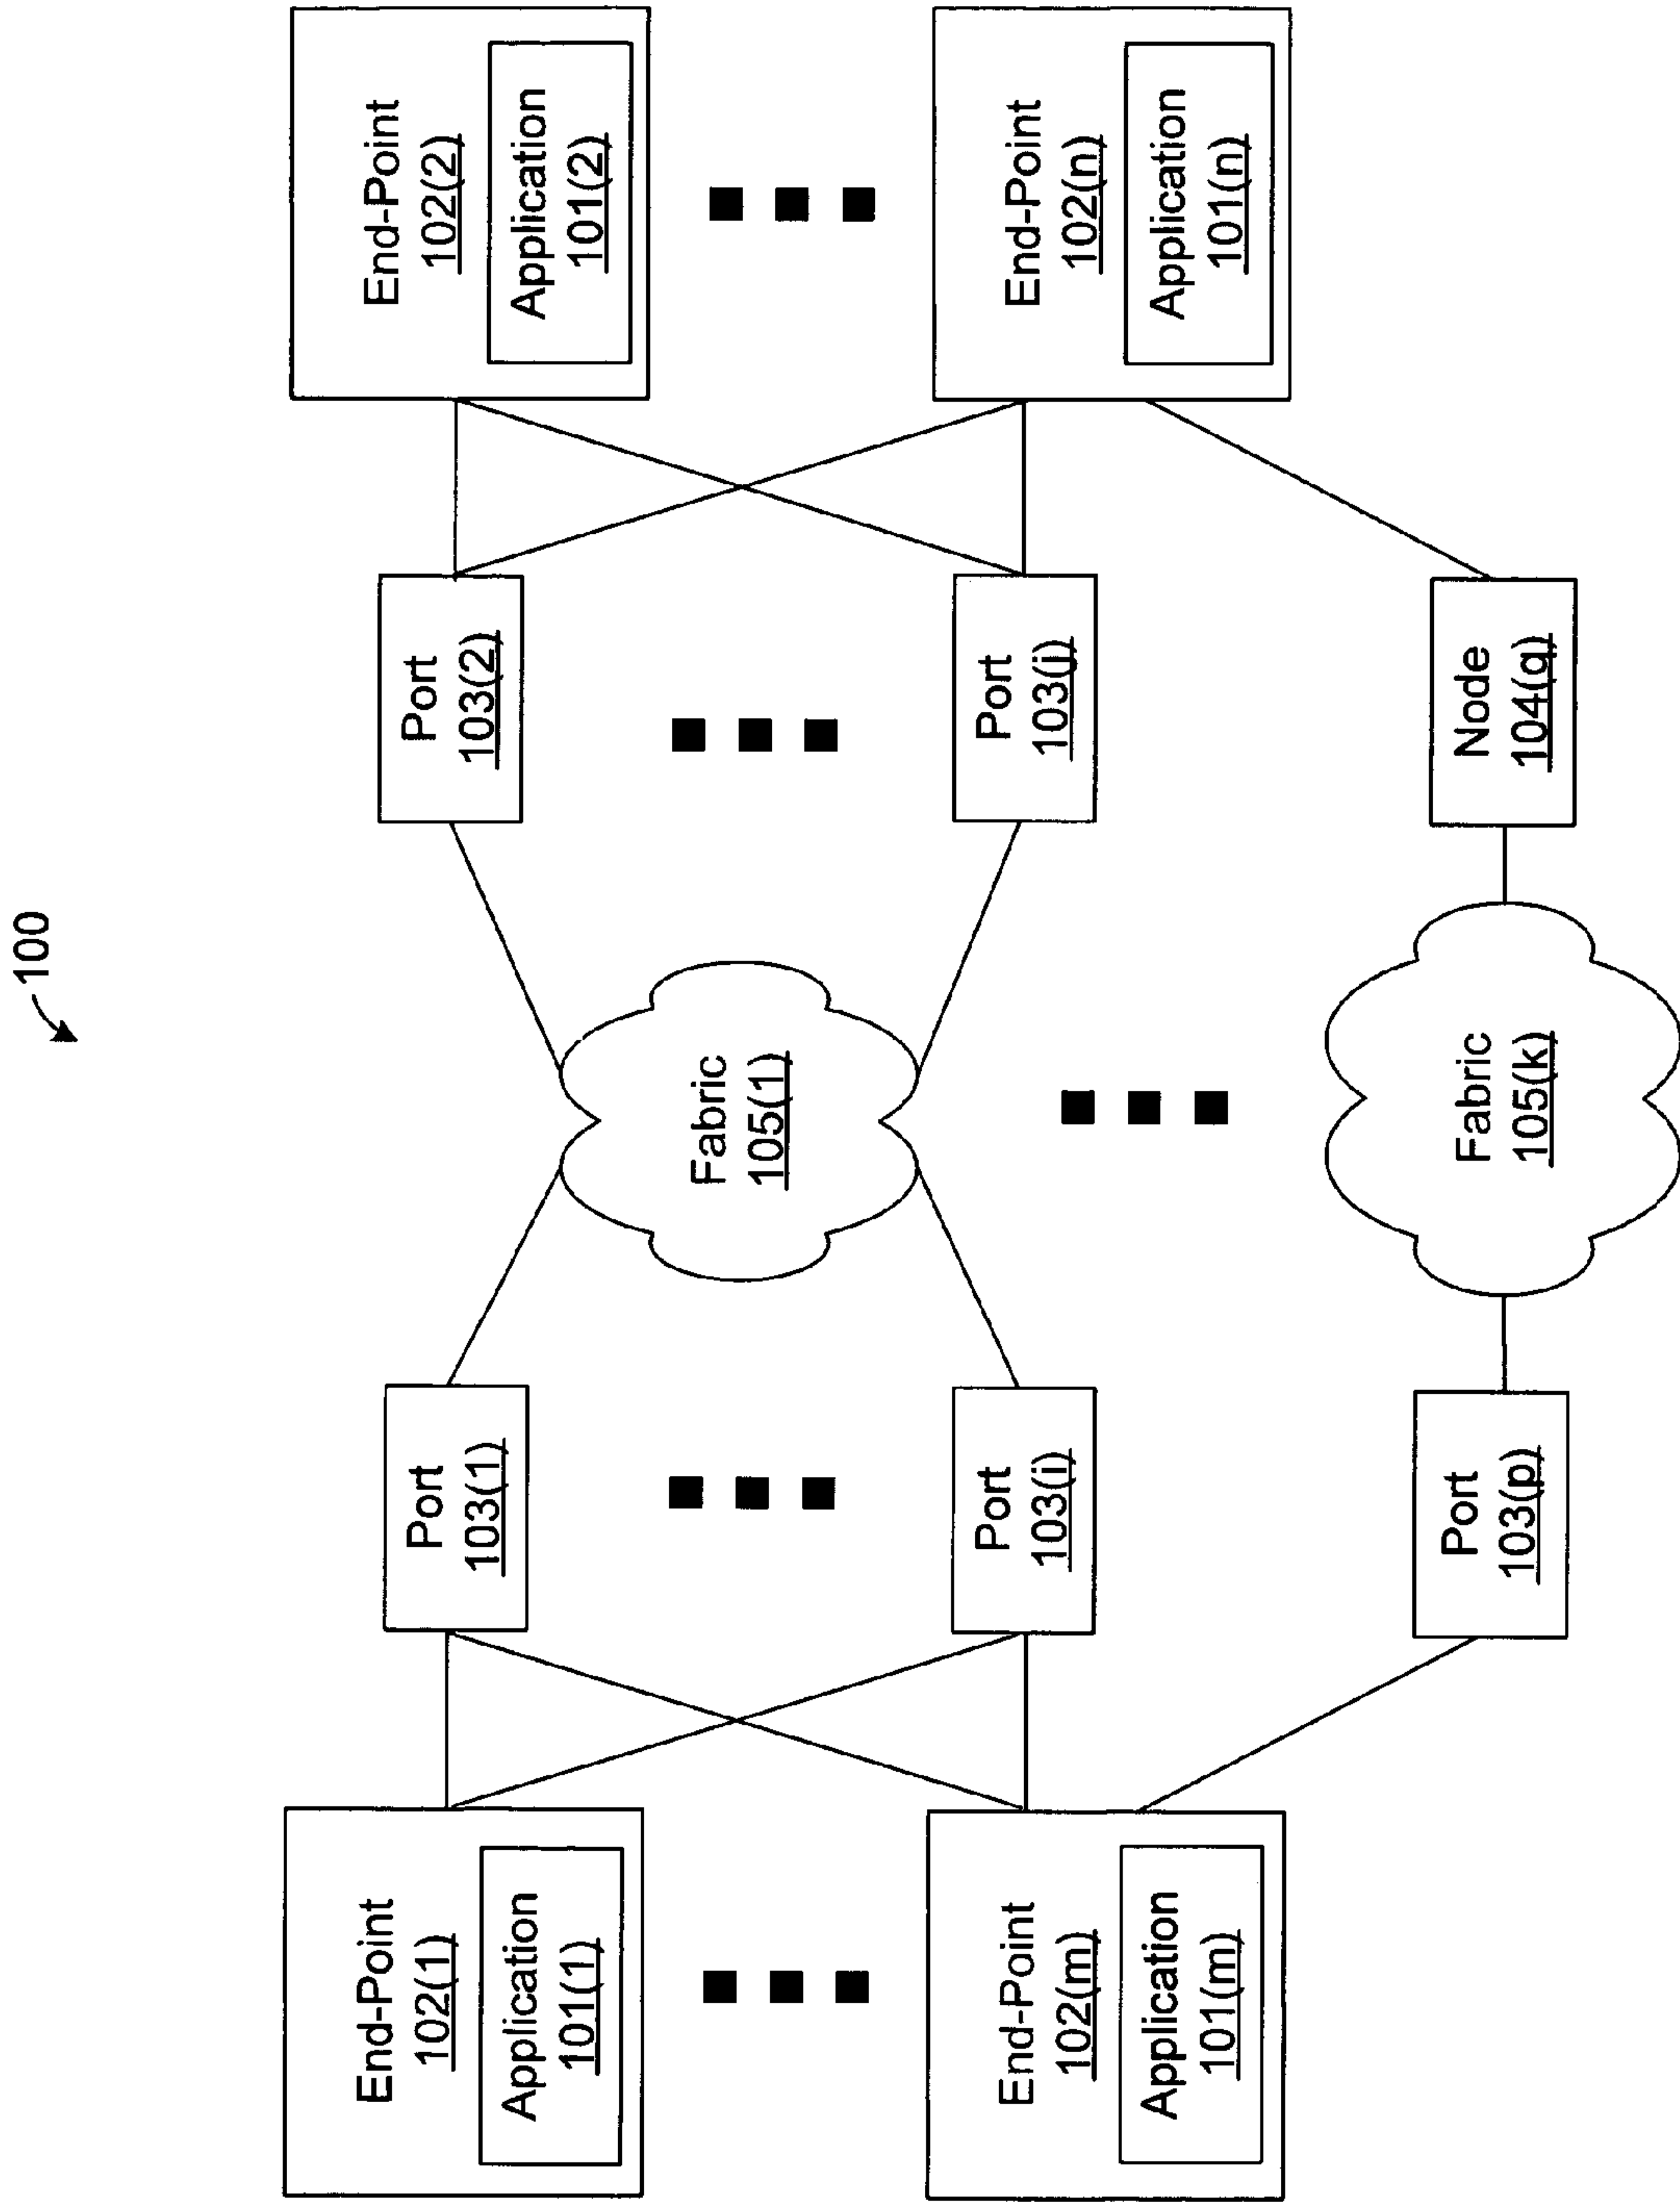 100
End-Point
102(1)
Application
101(1)
Port
103(1)
Fabric
105(1)
Port
103(2)
End-Point
102(2)
Application
101(2)
End-Point
102(m)
Application
101(m)
Port
103(i)
Port
103(j)
End-Point
102(n)
Application
101(n)
Port
103(p)
Fabric
105(k)
Node
104(q)